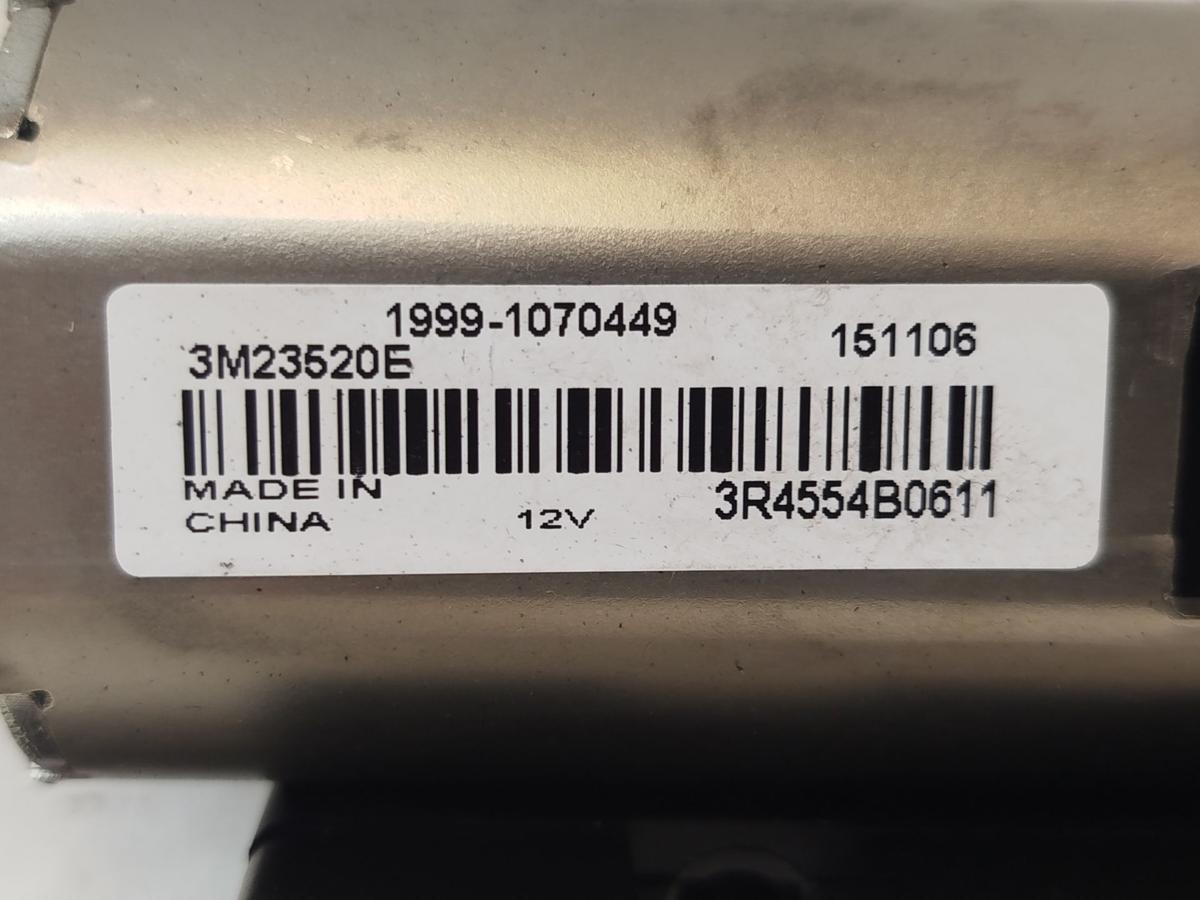 1999-1070449
151106
3M23520E
MADE IN
CHINA
12V
3R4554B0611